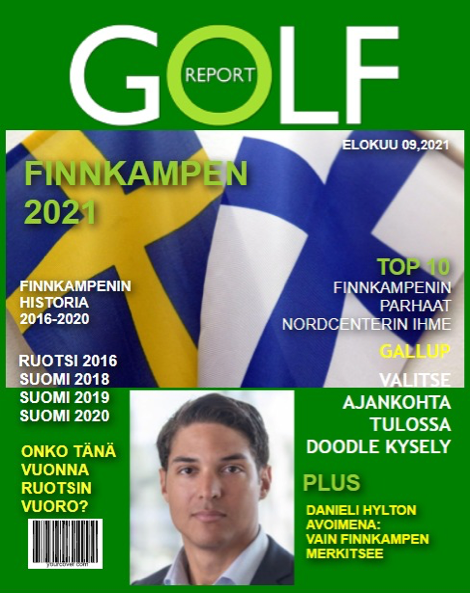 GOLF
REPORT
ELOKUU 09,2021
FINNKAMPEN
2021
TOP 10
FINNKAMPENIN
PARHAAT
NORDCENTERIN IHME
FINNKAMPENIN
HISTORIA
2016-2020
GALLUP
VALITSE
AJANKOHTA
TULOSSA
DOODLE KYSELY
RUOTSI 2016
SUOMI 2018
SUOMI 2019
SUOMI 2020
ONKO TÄNÄ
VUONNA
RUOTSIN
VUORO?
PLUS
DANIELI HYLTON
AVOIMENA:
VAIN FINNKAMPEN
MERKITSEE
yourcover.com